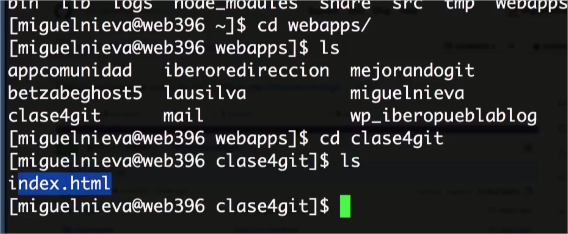 bin lib logs node_modules share src tmp webapps
[miguelnieva@web396 ~]$ cd webapps/
[miguelnieva@web396 webapps]$ ls
appcomunidad iberoredireccion mejorandogit
betzabeghost5 lausilva miguelnieva
clase4git mail wp_iberopueblablog
[miguelnieva@web396 webapps]$ cd clase4git
[miguelnieva@web396 clase4git]$ ls
index.html
[miguelnieva@web396 clase4git]$